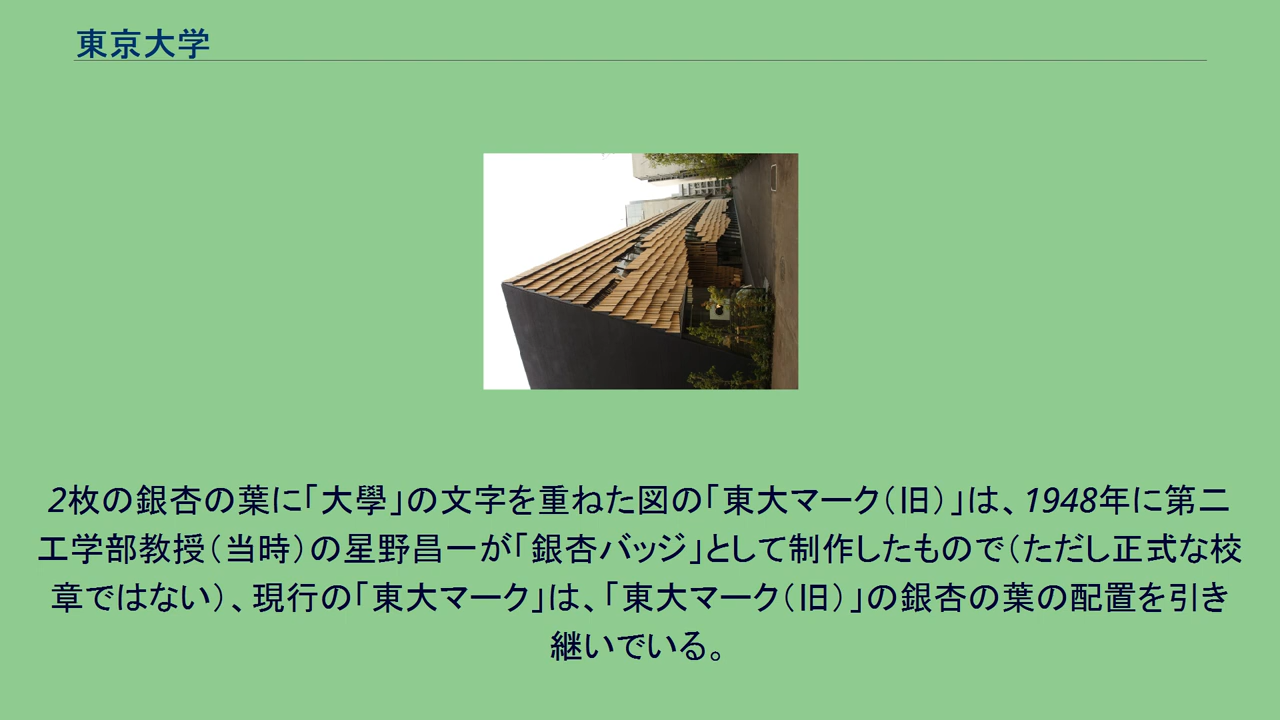 東京大学
2枚の銀杏の葉に「大學」の文字を重ねた図の「東大マーク（旧）」は、1948年に第二
工学部教授（当時）の星野昌一が「銀杏バッジ」として制作したもので（ただし正式な校
章ではない）、現行の「東大マーク」は、「東大マーク（旧）」の銀杏の葉の配置を引き
継いでいる。